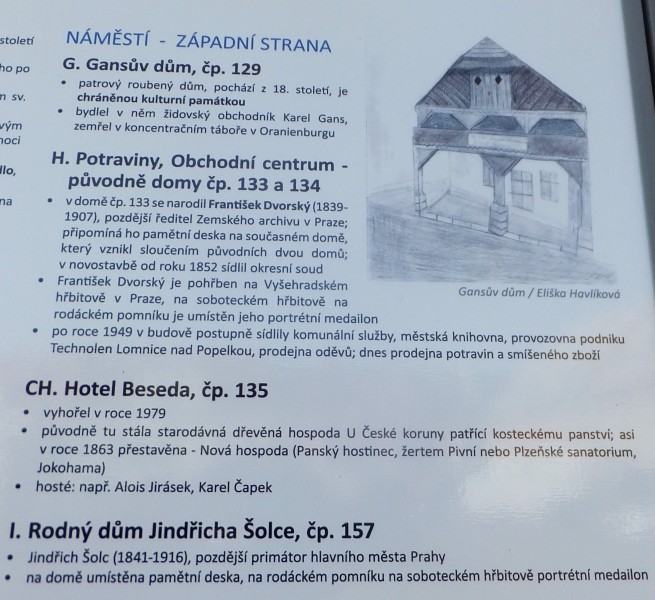 století
ho po
n sv.
vým
noci
dlo,
na
NÁMĚSTÍ - ZÁPADNÍ STRANA
G. Gansův dům, čp. 129
• patrový roubený dům, pochází z 18. století, je
chráněnou kulturní památkou
• bydlel v něm židovský obchodník Karel Gans,
zemřel v koncentračním táboře v Oranienburgu
H. Potraviny, Obchodní centrum -
původně domy čp. 133 a 134
• v domě čp. 133 se narodil František Dvorský (1839-
1907), pozdější ředitel Zemského archivu v Praze;
připomíná ho pamětní deska na současném domě,
který vznikl sloučením původních dvou domů;
v novostavbě od roku 1852 sídlil okresní soud
• František Dvorský je pohřben na Vyšehradském
hřbitově v Praze, na soboteckém hřbitově na
rodáckém pomníku je umístěn jeho portrétní medailon
• po roce 1949 v budově postupně sídlily komunální služby, městská knihovna, provozovna podniku
Technolen Lomnice nad Popelkou, prodejna oděvů; dnes prodejna potravin a smíšeného zboží
Gansův dům / Eliška Havlíková
CH. Hotel Beseda, čp. 135
• vyhořel v roce 1979
• původně tu stála starodávná dřevěná hospoda U České koruny patřící kosteckému panství; asi
v roce 1863 přestavěna - Nová hospoda (Panský hostinec, žertem Pivní nebo Plzeňské sanatorium,
Jokohama)
• hosté: např. Alois Jirásek, Karel Čapek
I. Rodný dům Jindřicha Šolce, čp. 157
• Jindřich Šolc (1841-1916), pozdější primátor hlavního města Prahy
• na domě umístěna pamětní deska, na rodáckém pomníku na soboteckém hřbitově portrétní medailon